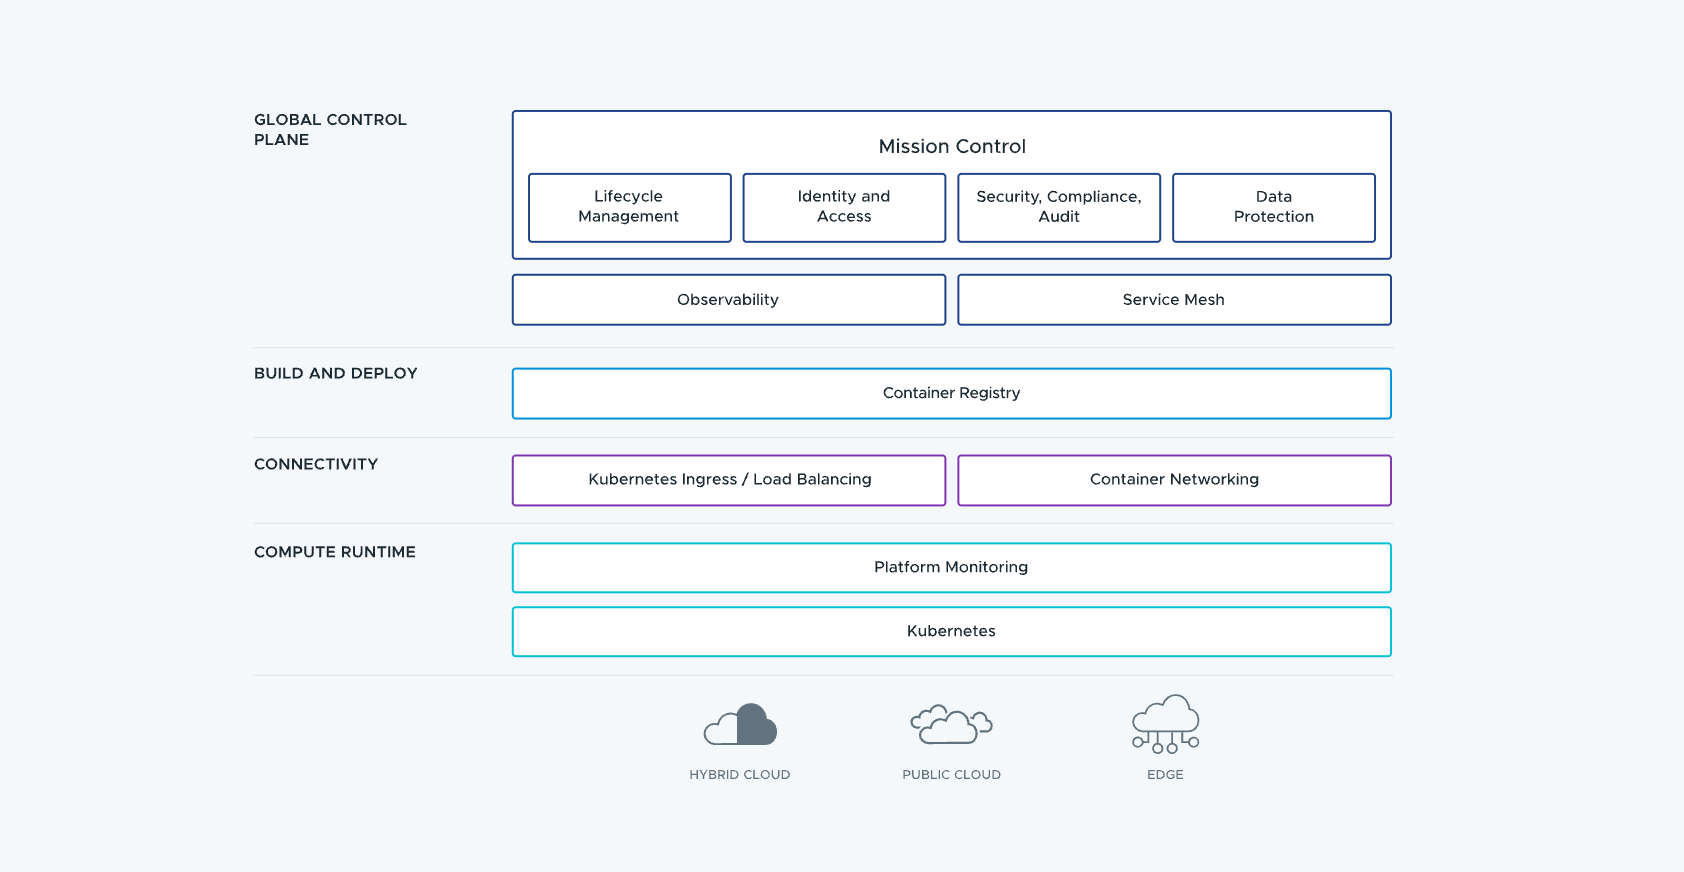 GLOBAL CONTROL
PLANE
Mission Control
Lifecycle
Management
Identity and
Access
Security, Compliance,
Audit
Data
Protection
Observability
Service Mesh
BUILD AND DEPLOY
Container Registry
CONNECTIVITY
Kubernetes Ingress / Load Balancing
Container Networking
COMPUTE RUNTIME
Platform Monitoring
Kubernetes
HYBRID CLOUD
PUBLIC CLOUD
EDGE